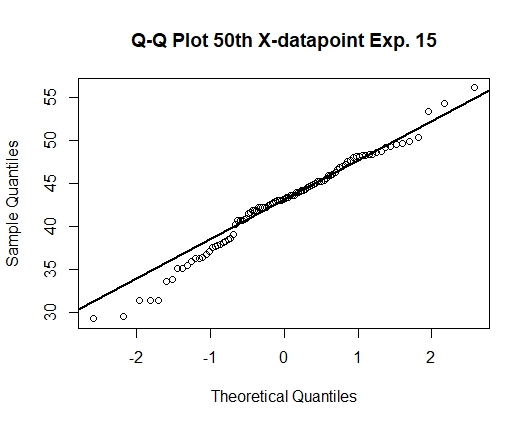 Q-Q Plot 50th X-datapoint Exp. 15
Sample Quantiles
55
50
45
40
35
30
-2 -1 0 1 2
Theoretical Quantiles